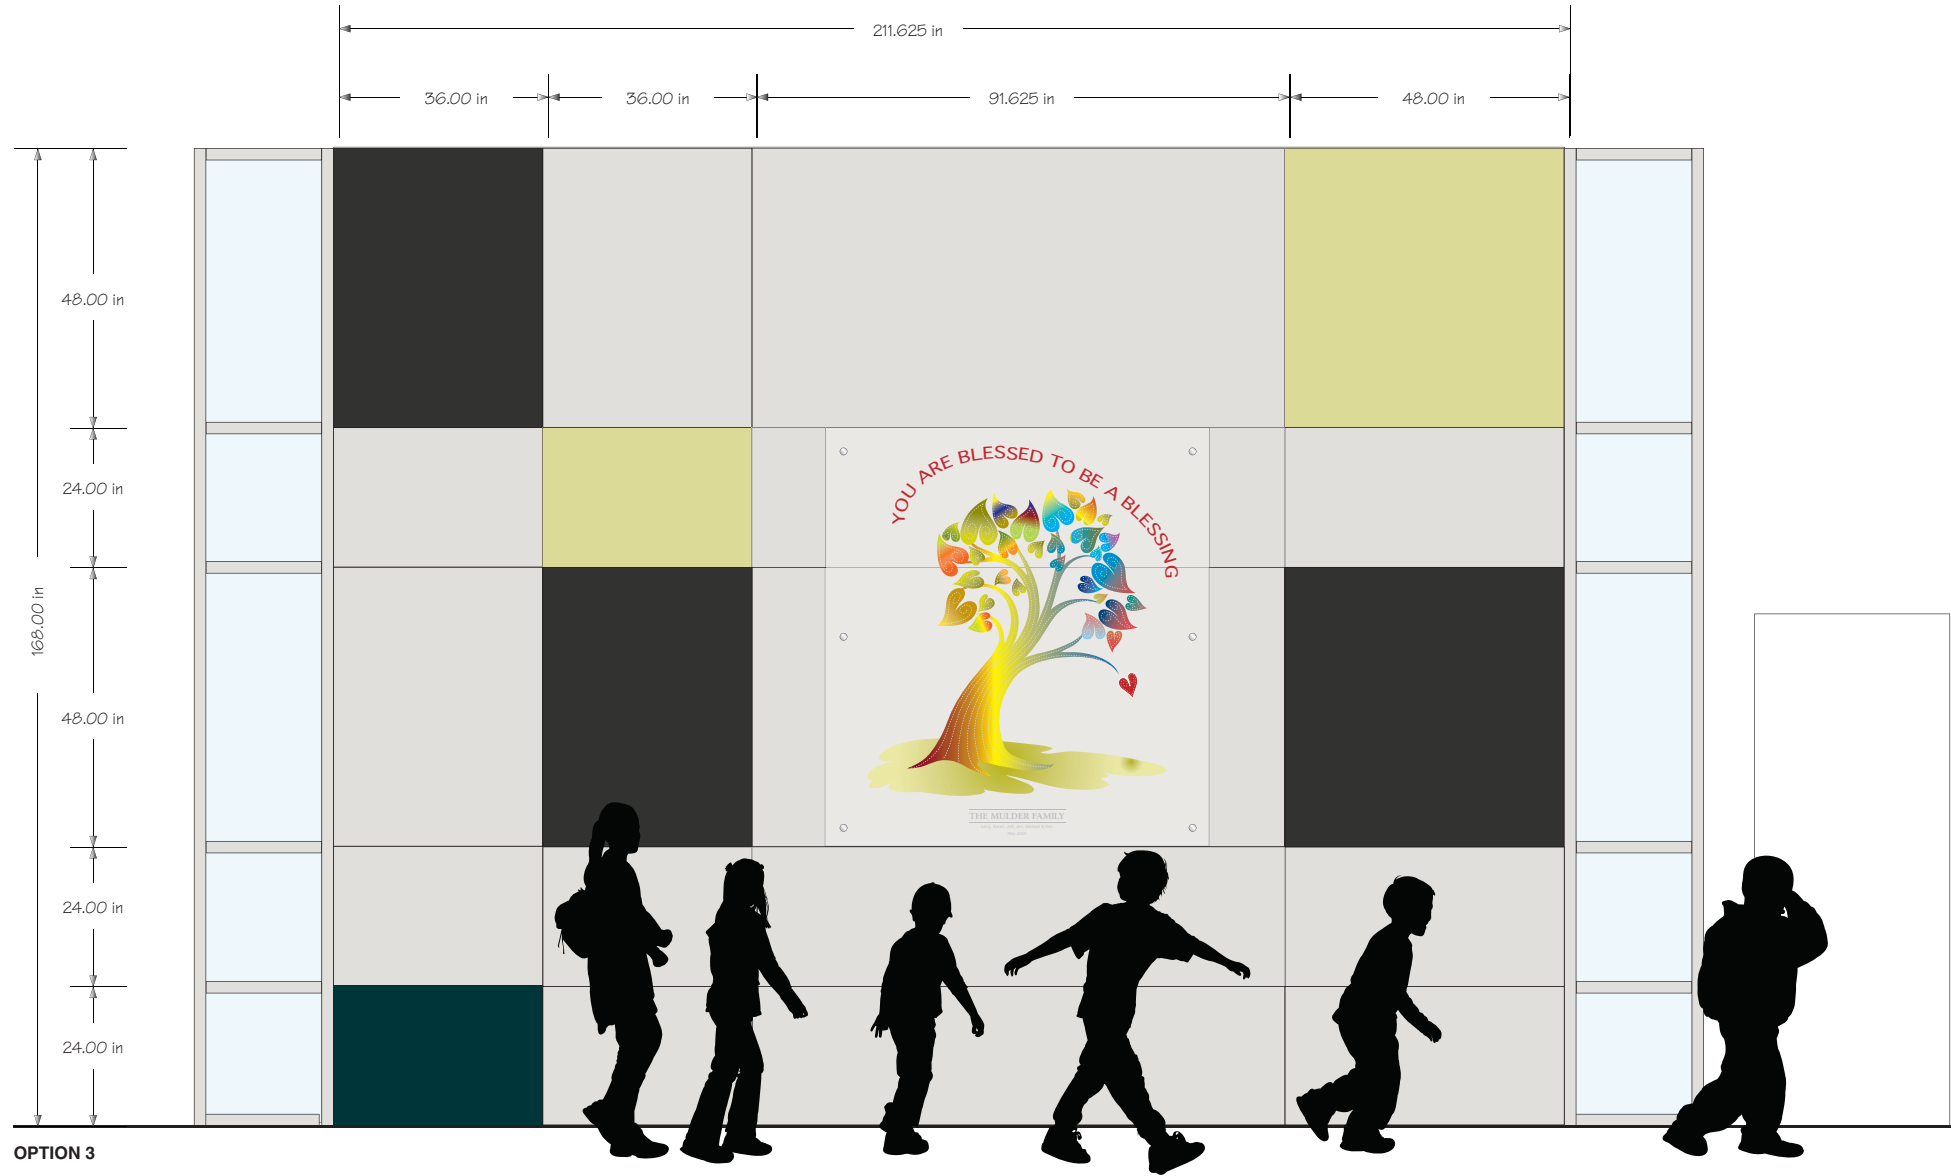 211.625 in
36.00 in
36.00 in
91.625 in
48.00 in
48.00 in
24.00 in
168.00 in
48.00 in
24.00 in
24.00 in
YOU ARE BLESSED TO BE A BLESSING
THE MULDER FAMILY
OPTION 3